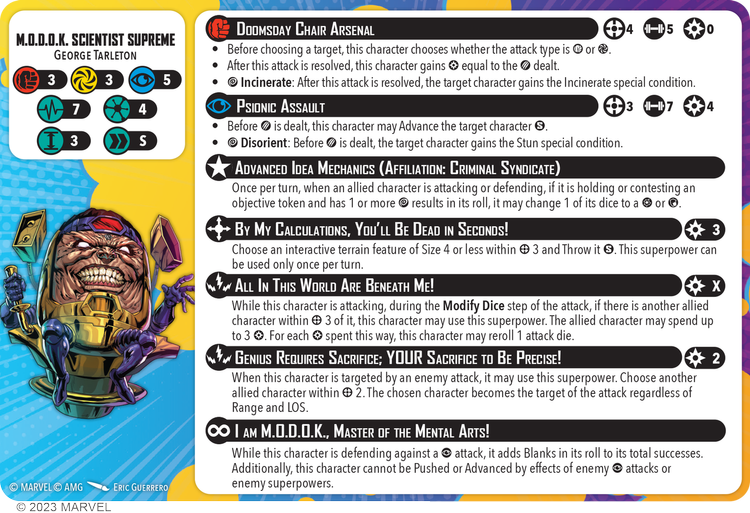 M.O.D.O.K. Scientist Supreme
George Tarleton
3 3 5
7 4
3 S
Doomsday Chair Arsenal 4 5 0
• Before choosing a target, this character chooses whether the attack type is or .
• After this attack is resolved, this character gains equal to the dealt.
• Incinerate: After this attack is resolved, the target character gains the Incinerate special condition.
Psionic Assault 3 7 4
• Before is dealt, this character may Advance the target character S.
• Disorient: Before is dealt, the target character gains the Stun special condition.
Advanced Idea Mechanics (Affiliation: Criminal Syndicate)
Once per turn, when an allied character is attacking or defending, if it is holding or contesting an
objective token and has 1 or more results in its roll, it may change 1 of its dice to a or .
By My Calculations, You'll Be Dead in Seconds! 3
Choose an interactive terrain feature of Size 4 or less within 3 and Throw it S. This superpower can
be used only once per turn.
All In This World Are Beneath Me! X
While this character is attacking, during the Modify Dice step of the attack, if there is another allied
character within 3 of it, this character may use this superpower. The allied character may spend up
to 3 . For each spent this way, this character may reroll 1 attack die.
Genius Requires Sacrifice; YOUR Sacrifice to Be Precise! 2
When this character is targeted by an enemy attack, it may use this superpower. Choose another
allied character within 2. The chosen character becomes the target of the attack regardless of
Range and LOS.
I am M.O.D.O.K., Master of the Mental Arts!
While this character is defending against a attack, it adds Blanks in its roll to its total successes.
Additionally, this character cannot be Pushed or Advanced by effects of enemy attacks or
enemy superpowers.
© MARVEL © AMG Eric Guerrero
© 2023 MARVEL